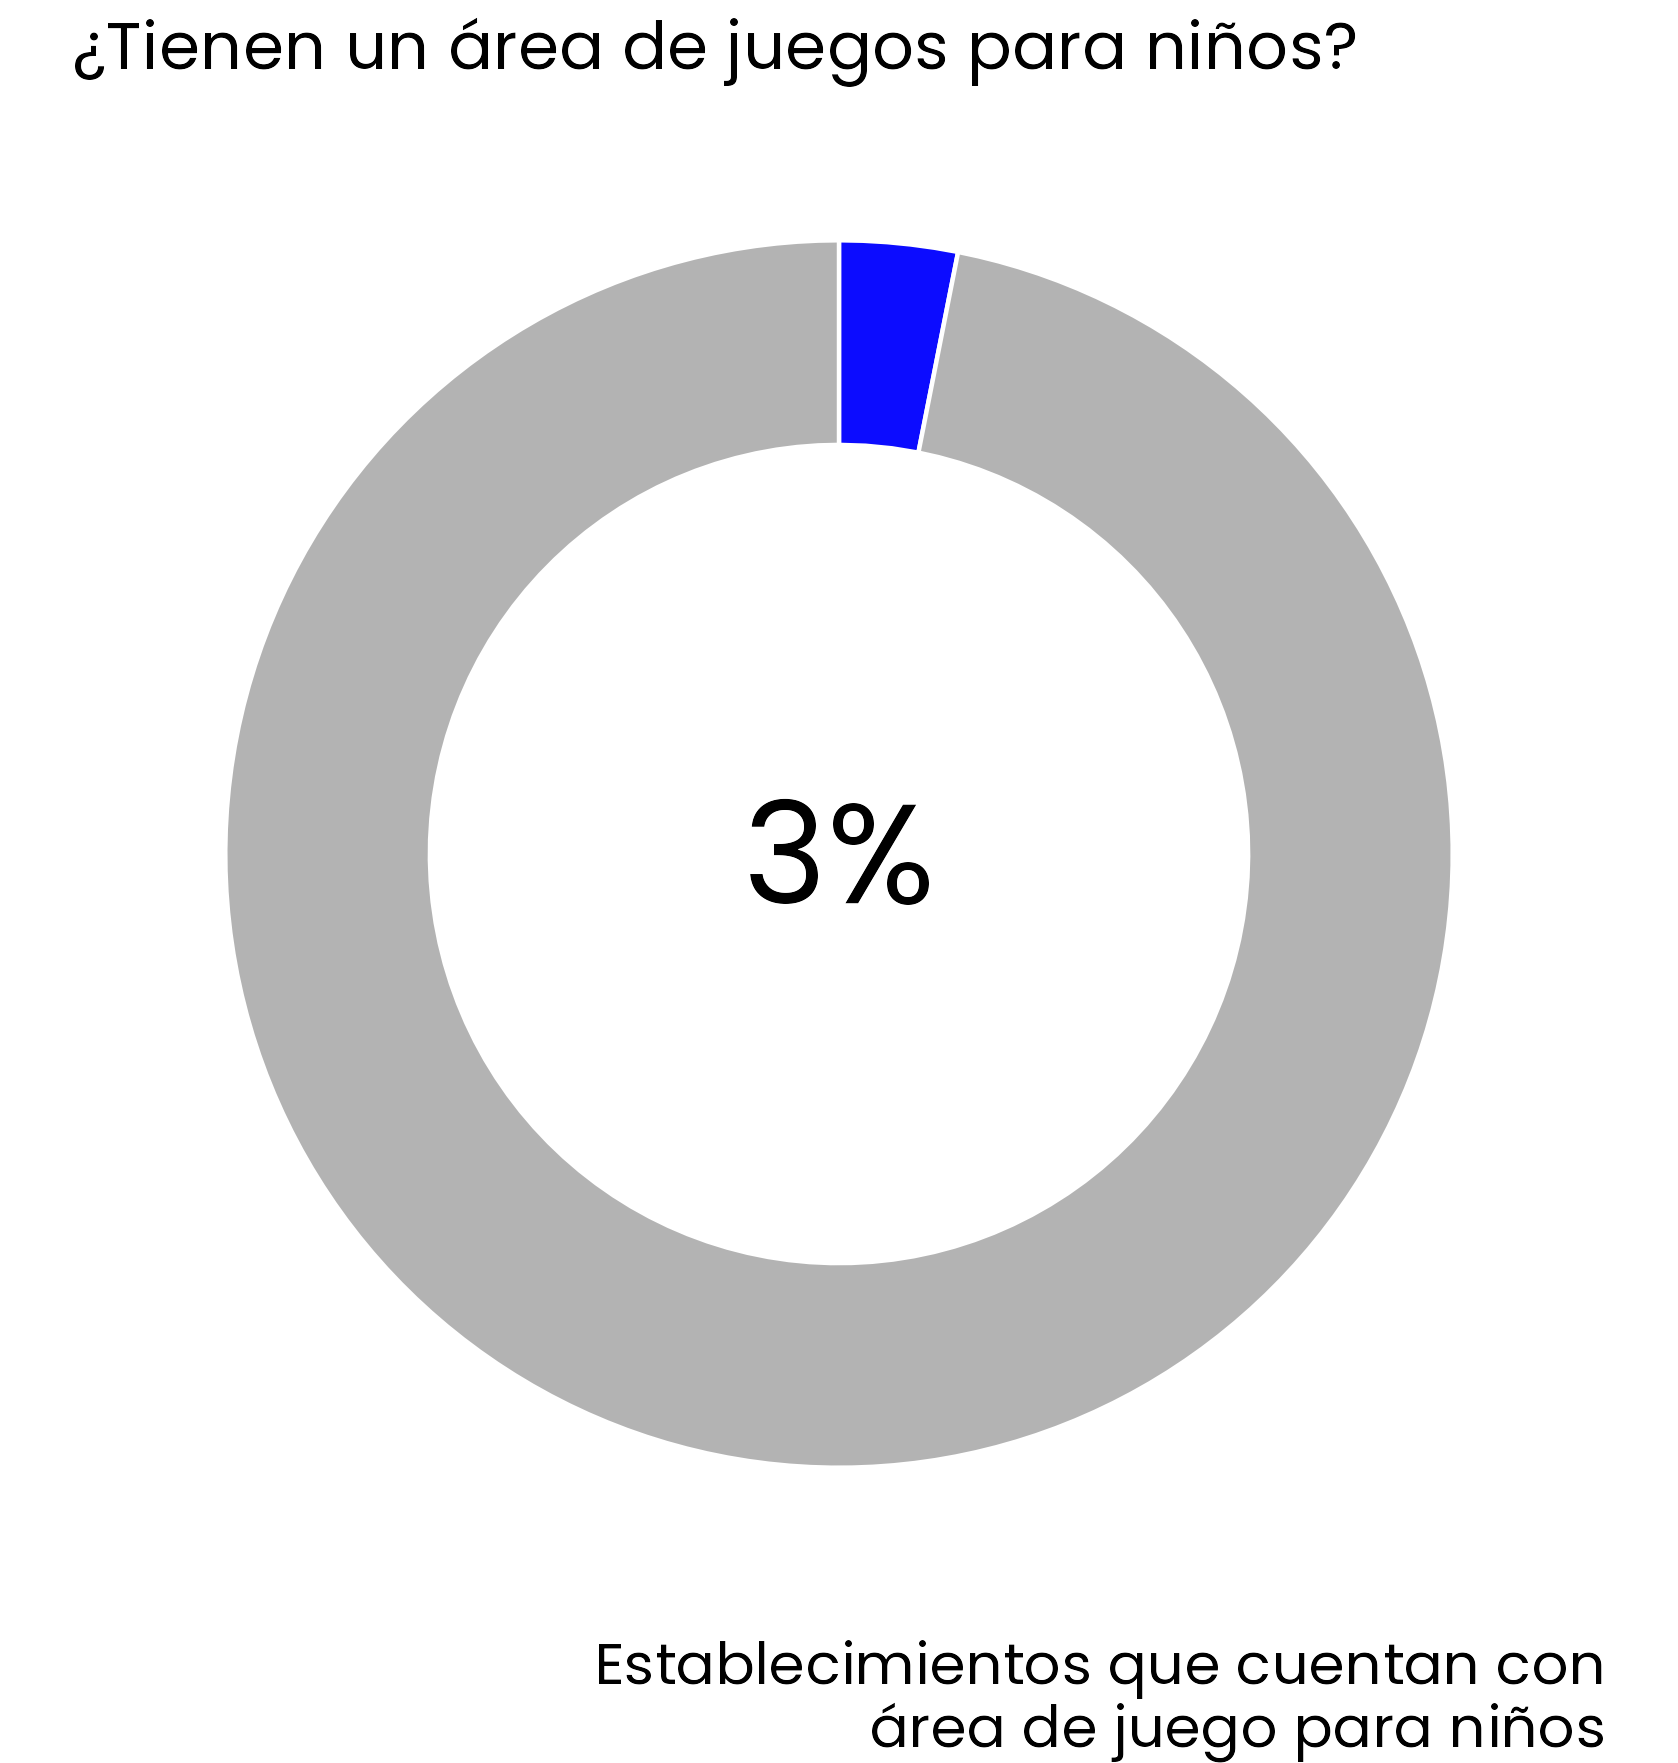 ¿Tienen un área de juegos para niños?
3%
Establecimientos que cuentan con
área de juego para niños